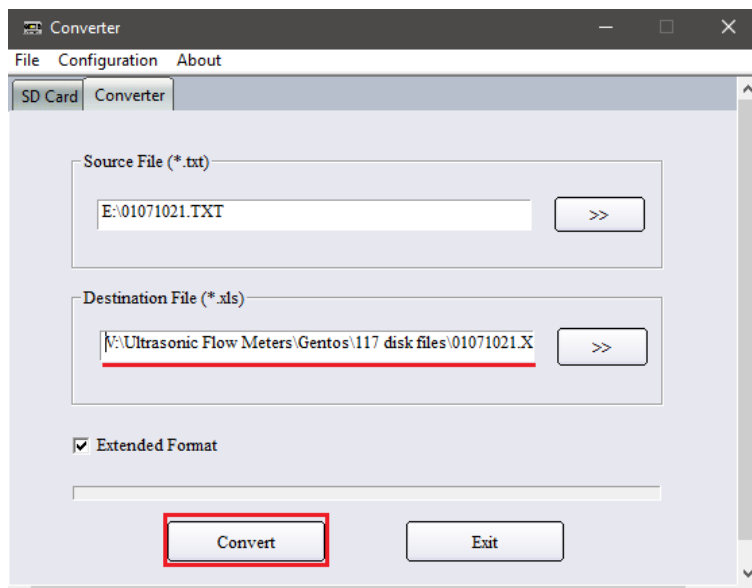 Converter
File Configuration About
SD Card Converter
Source File (*.txt)
E:\01071021.TXT >>
Destination File (*.xls)
V:\Ultrasonic Flow Meters\Gentos\117 disk files\01071021.X >>
Extended Format
Convert Exit